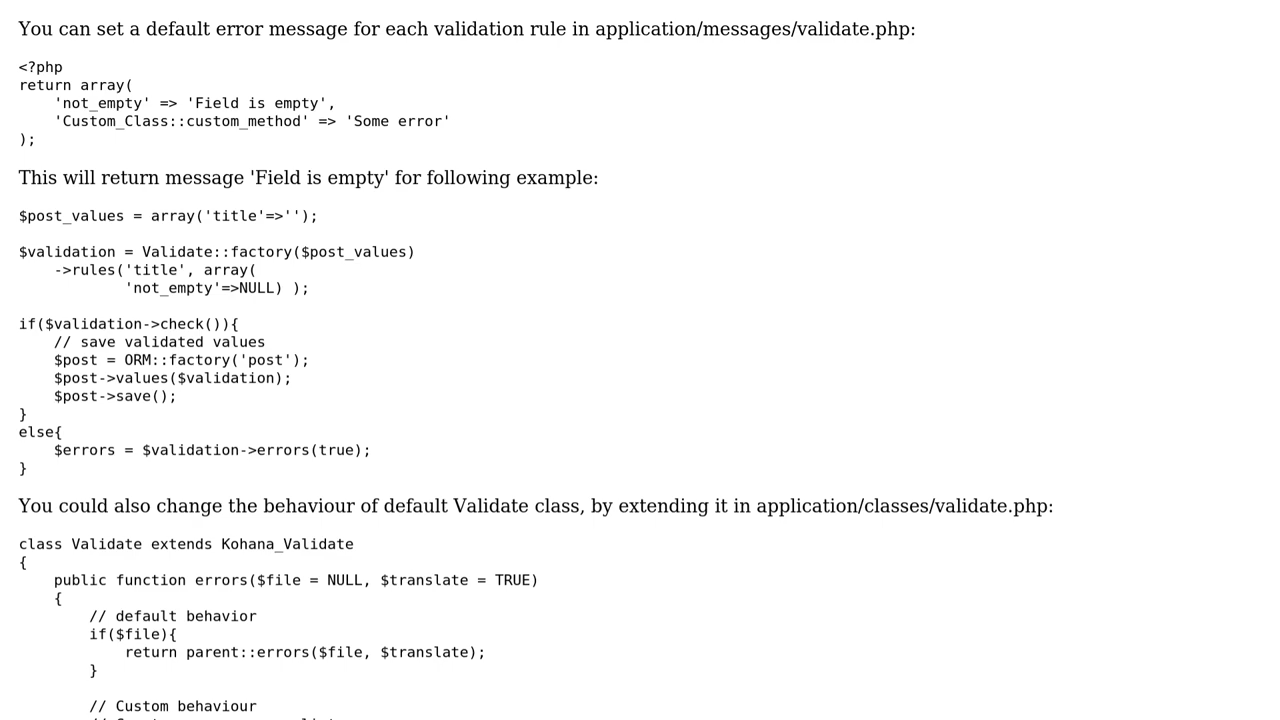 You can set a default error message for each validation rule in application/messages/validate.php:
<?php
return array(
    'not_empty' => 'Field is empty',
    'Custom_Class::custom_method' => 'Some error'
);
This will return message 'Field is empty' for following example:
$post_values = array('title'=>'');
$validation = Validate::factory($post_values)
    ->rules('title', array(
            'not_empty'=>NULL) );
if($validation->check()){
    // save validated values
    $post = ORM::factory('post');
    $post->values($validation);
    $post->save();
}
else{
    $errors = $validation->errors(true);
}
You could also change the behaviour of default Validate class, by extending it in application/classes/validate.php:
class Validate extends Kohana_Validate
{
    public function errors($file = NULL, $translate = TRUE)
    {
        // default behavior
        if($file){
            return parent::errors($file, $translate);
        }
        // Custom behaviour